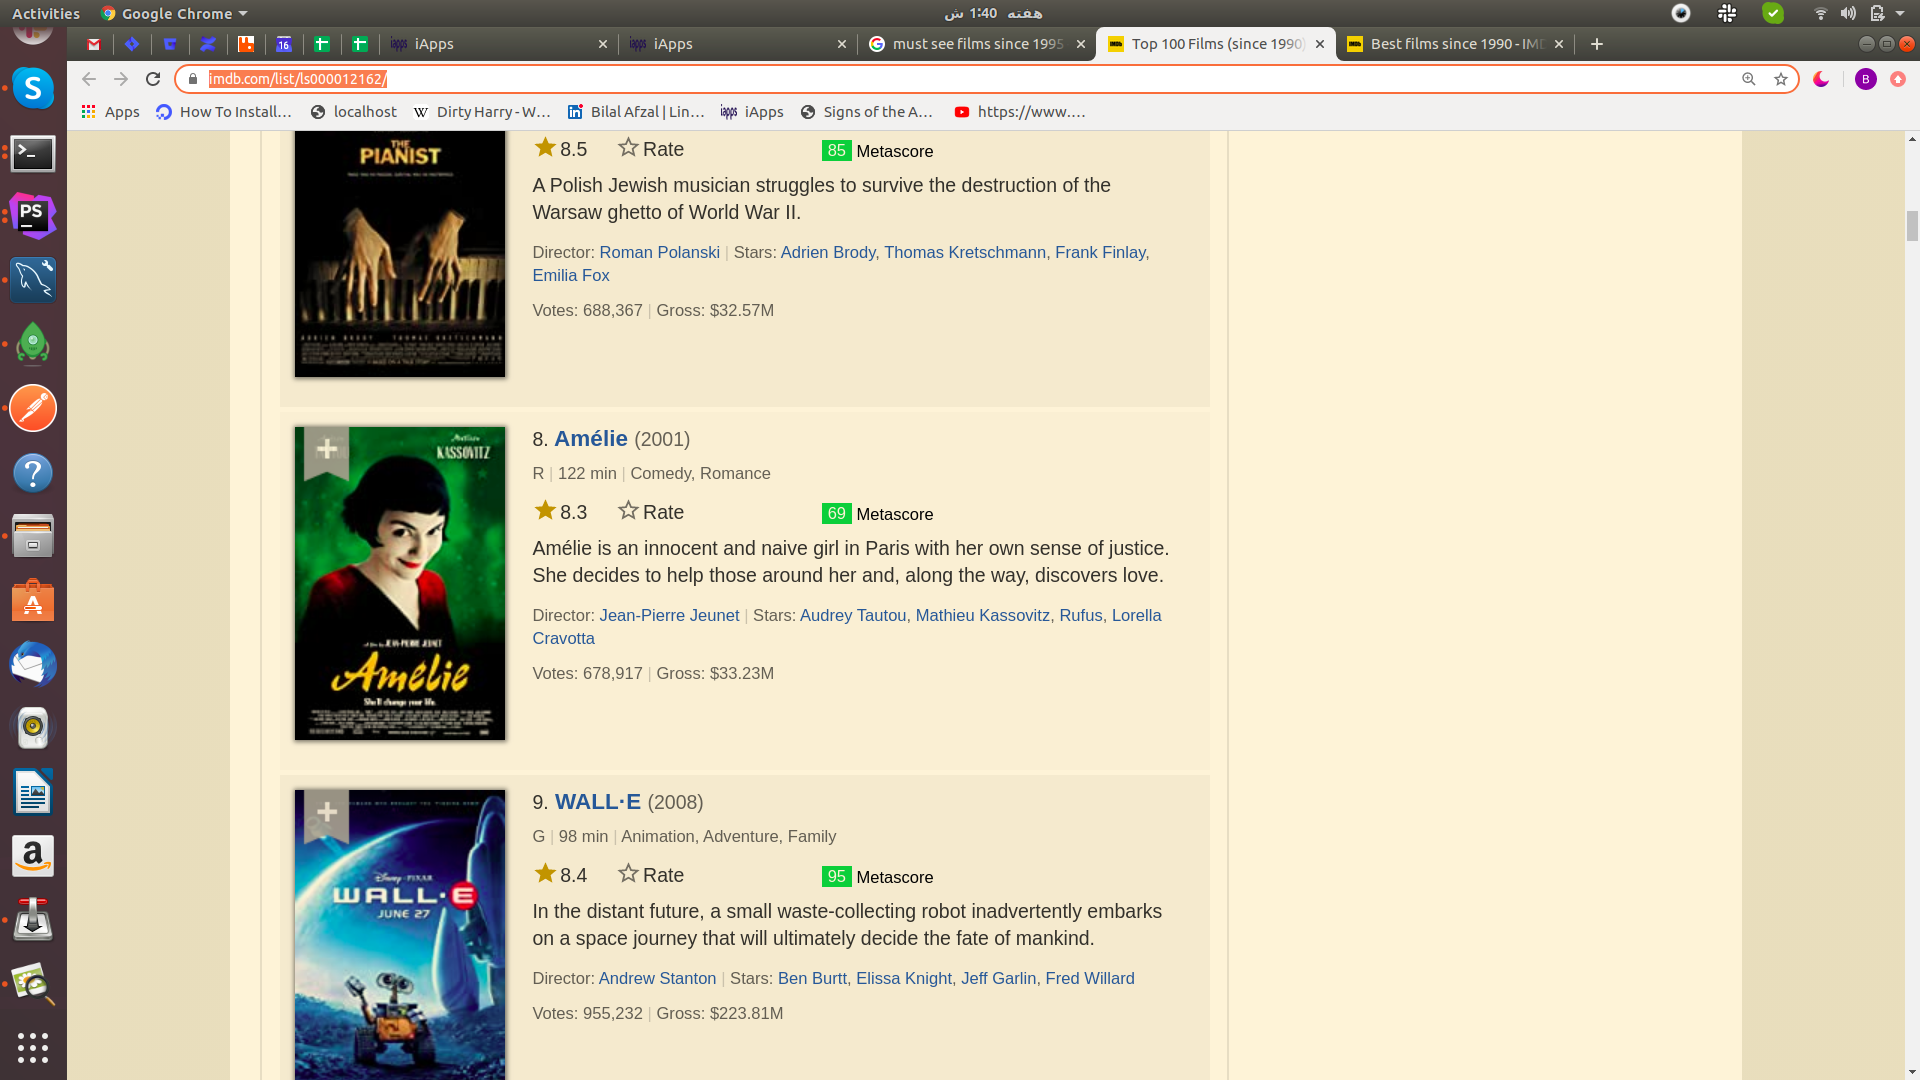 Activities Google Chrome هفته 1:40 ش
16 iApps iApps must see films since 1995 Top 100 Films (since 1990) Best films since 1990 - IMD
imdb.com/list/ls000012162/ B
Apps How To Install... localhost W Dirty Harry - W... Bilal Afzal | Lin... iApps Signs of the A... https://www....
THE
PIANIST
8.5 Rate 85 Metascore
A Polish Jewish musician struggles to survive the destruction of the
Warsaw ghetto of World War II.
Director: Roman Polanski | Stars: Adrien Brody, Thomas Kretschmann, Frank Finlay,
Emilia Fox
Votes: 688,367 | Gross: $32.57M
KASSOVITZ
Amélie
She'll change your life.
8. Amélie (2001)
R | 122 min | Comedy, Romance
8.3 Rate 69 Metascore
Amélie is an innocent and naive girl in Paris with her own sense of justice.
She decides to help those around her and, along the way, discovers love.
Director: Jean-Pierre Jeunet | Stars: Audrey Tautou, Mathieu Kassovitz, Rufus, Lorella
Cravotta
Votes: 678,917 | Gross: $33.23M
DISNEY·PIXAR
WALL·E
JUNE 27
9. WALL·E (2008)
G | 98 min | Animation, Adventure, Family
8.4 Rate 95 Metascore
In the distant future, a small waste-collecting robot inadvertently embarks
on a space journey that will ultimately decide the fate of mankind.
Director: Andrew Stanton | Stars: Ben Burtt, Elissa Knight, Jeff Garlin, Fred Willard
Votes: 955,232 | Gross: $223.81M